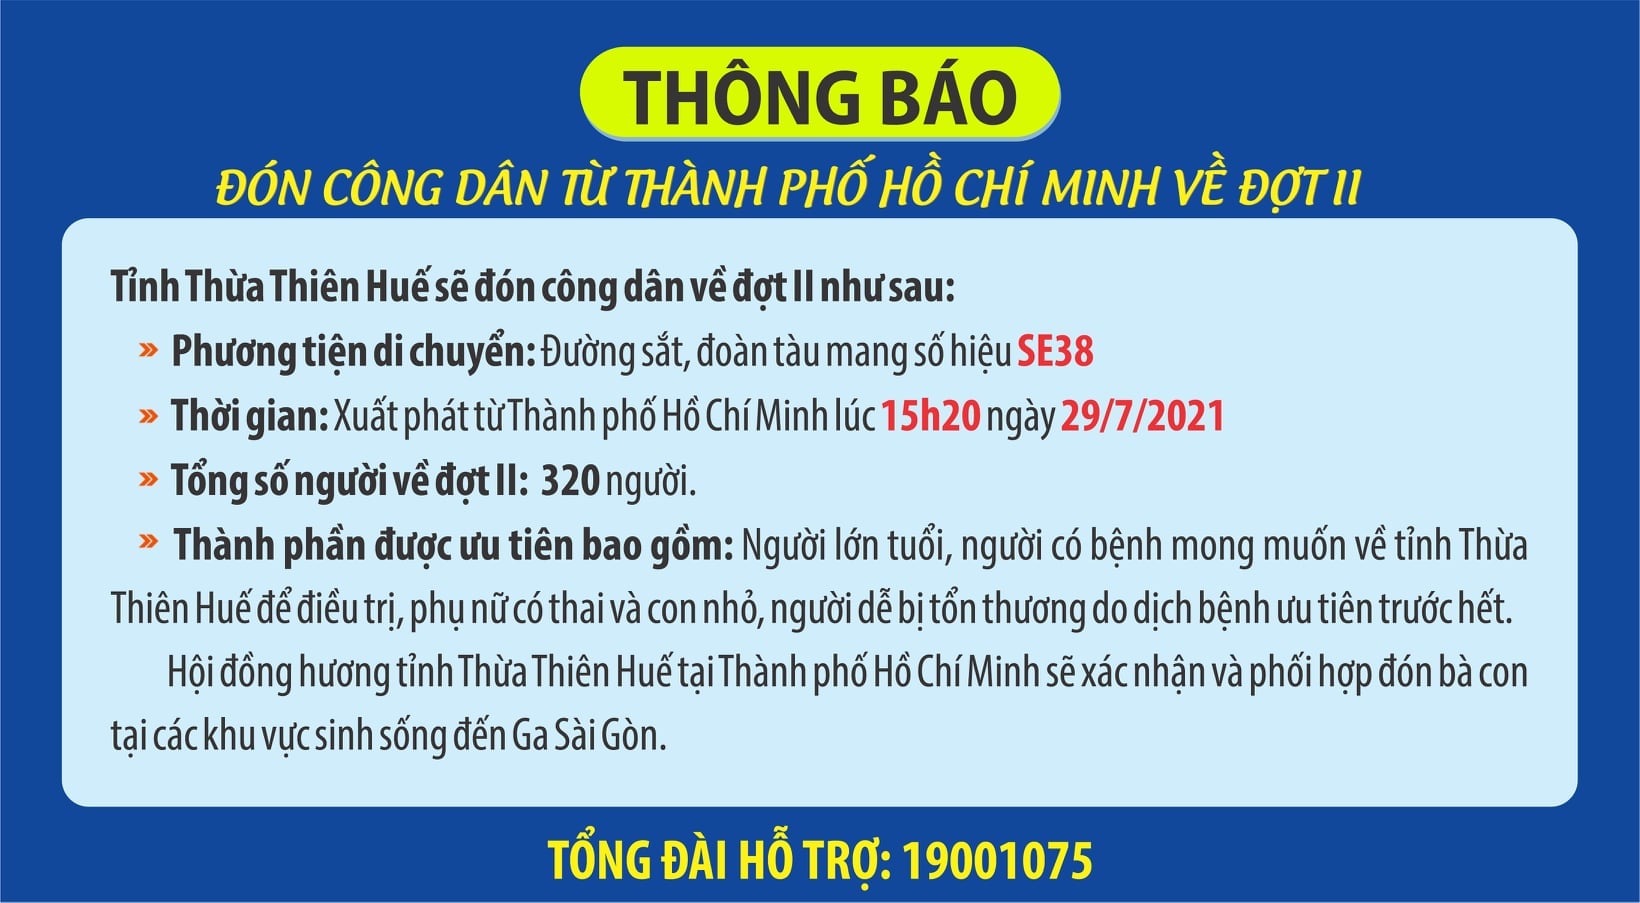 THÔNG BÁO
ĐÓN CÔNG DÂN TỪ THÀNH PHỐ HỒ CHÍ MINH VỀ ĐỢT II
Tỉnh Thừa Thiên Huế sẽ đón công dân về đợt II như sau:
» Phương tiện di chuyển: Đường sắt, đoàn tàu mang số hiệu SE38
» Thời gian: Xuất phát từ Thành phố Hồ Chí Minh lúc 15h20 ngày 29/7/2021
» Tổng số người về đợt II: 320 người.
» Thành phần được ưu tiên bao gồm: Người lớn tuổi, người có bệnh mong muốn về tỉnh Thừa
Thiên Huế để điều trị, phụ nữ có thai và con nhỏ, người dễ bị tổn thương do dịch bệnh ưu tiên trước hết.
Hội đồng hương tỉnh Thừa Thiên Huế tại Thành phố Hồ Chí Minh sẽ xác nhận và phối hợp đón bà con
tại các khu vực sinh sống đến Ga Sài Gòn.
TỔNG ĐÀI HỖ TRỢ: 19001075